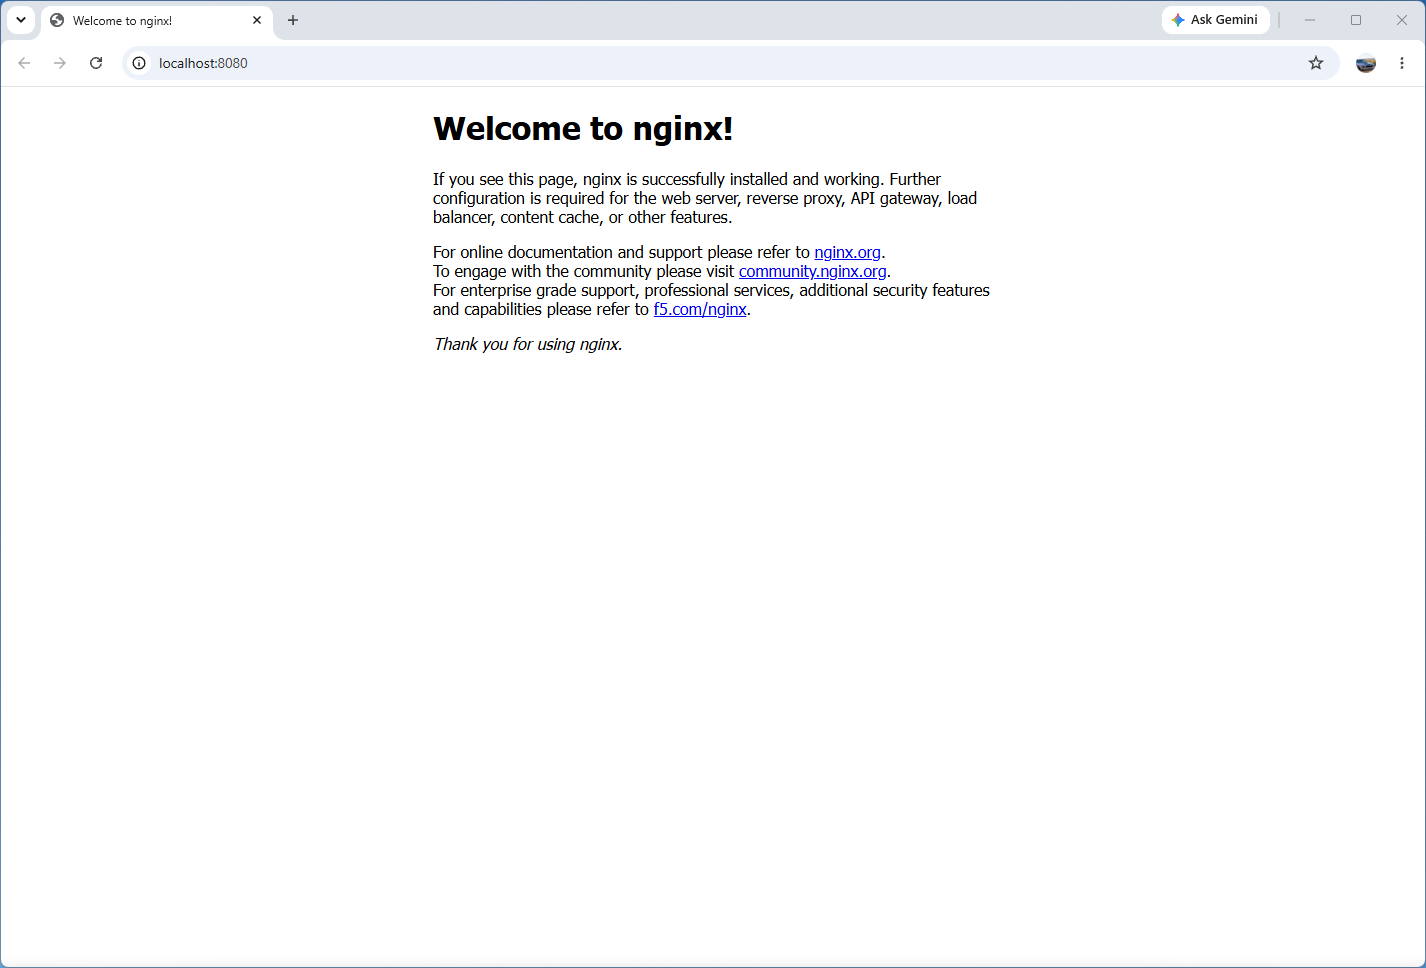 Welcome to nginx!
Ask Gemini
localhost:8080
Welcome to nginx!
If you see this page, nginx is successfully installed and working. Further
configuration is required for the web server, reverse proxy, API gateway, load
balancer, content cache, or other features.
For online documentation and support please refer to nginx.org.
To engage with the community please visit community.nginx.org.
For enterprise grade support, professional services, additional security features
and capabilities please refer to f5.com/nginx.
Thank you for using nginx.